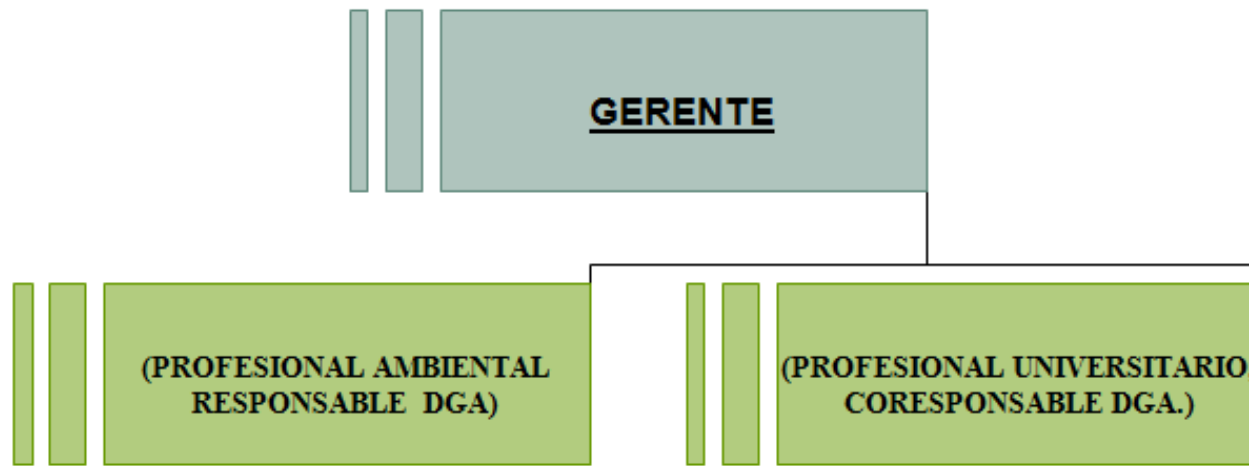 GERENTE
(PROFESIONAL AMBIENTAL
RESPONSABLE DGA)
(PROFESIONAL UNIVERSITARIO
CORESPONSABLE DGA.)